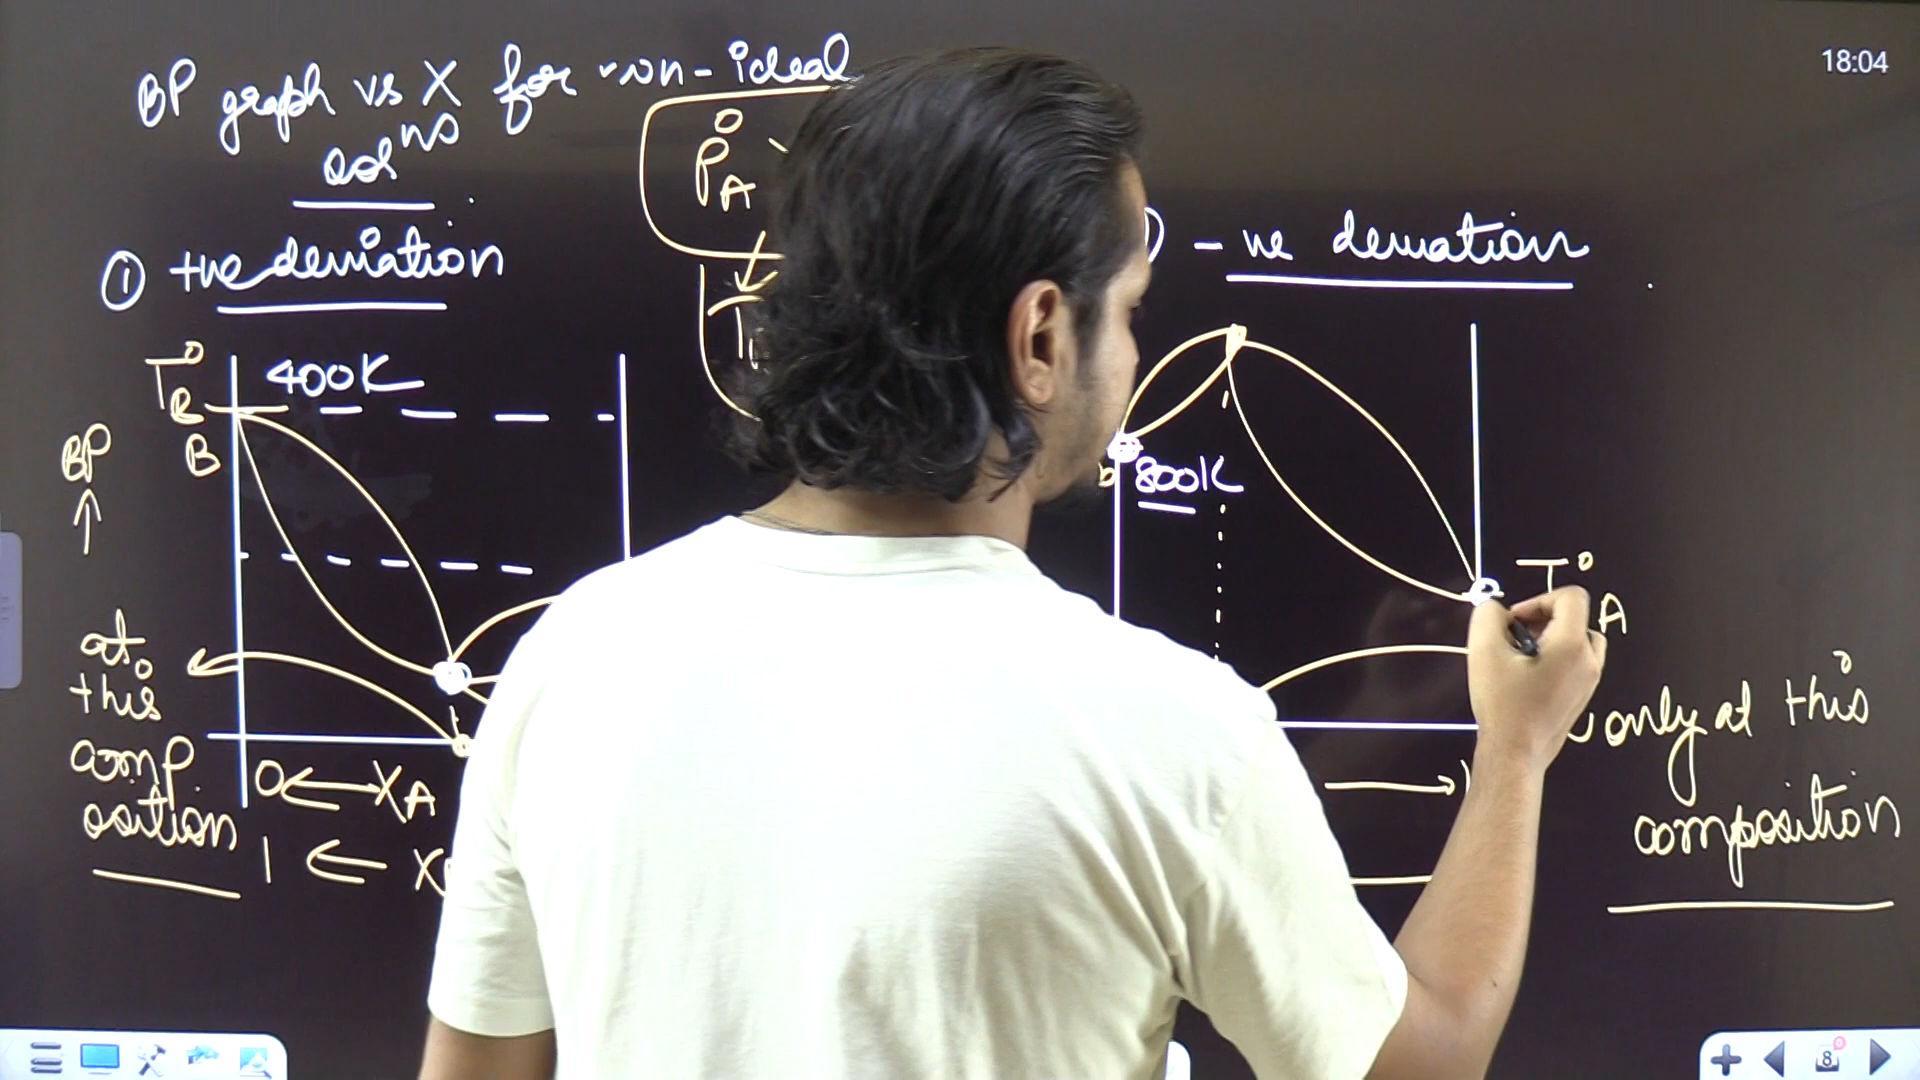 18:04
BP graph vs X for non-ideal
solns
P°A
① +ve deviation
- ve deviation
T°B
400K
BP
B
800K
T°A
at
this
comp
osition
only at this
composition
0 ← XA
1 ← X
8